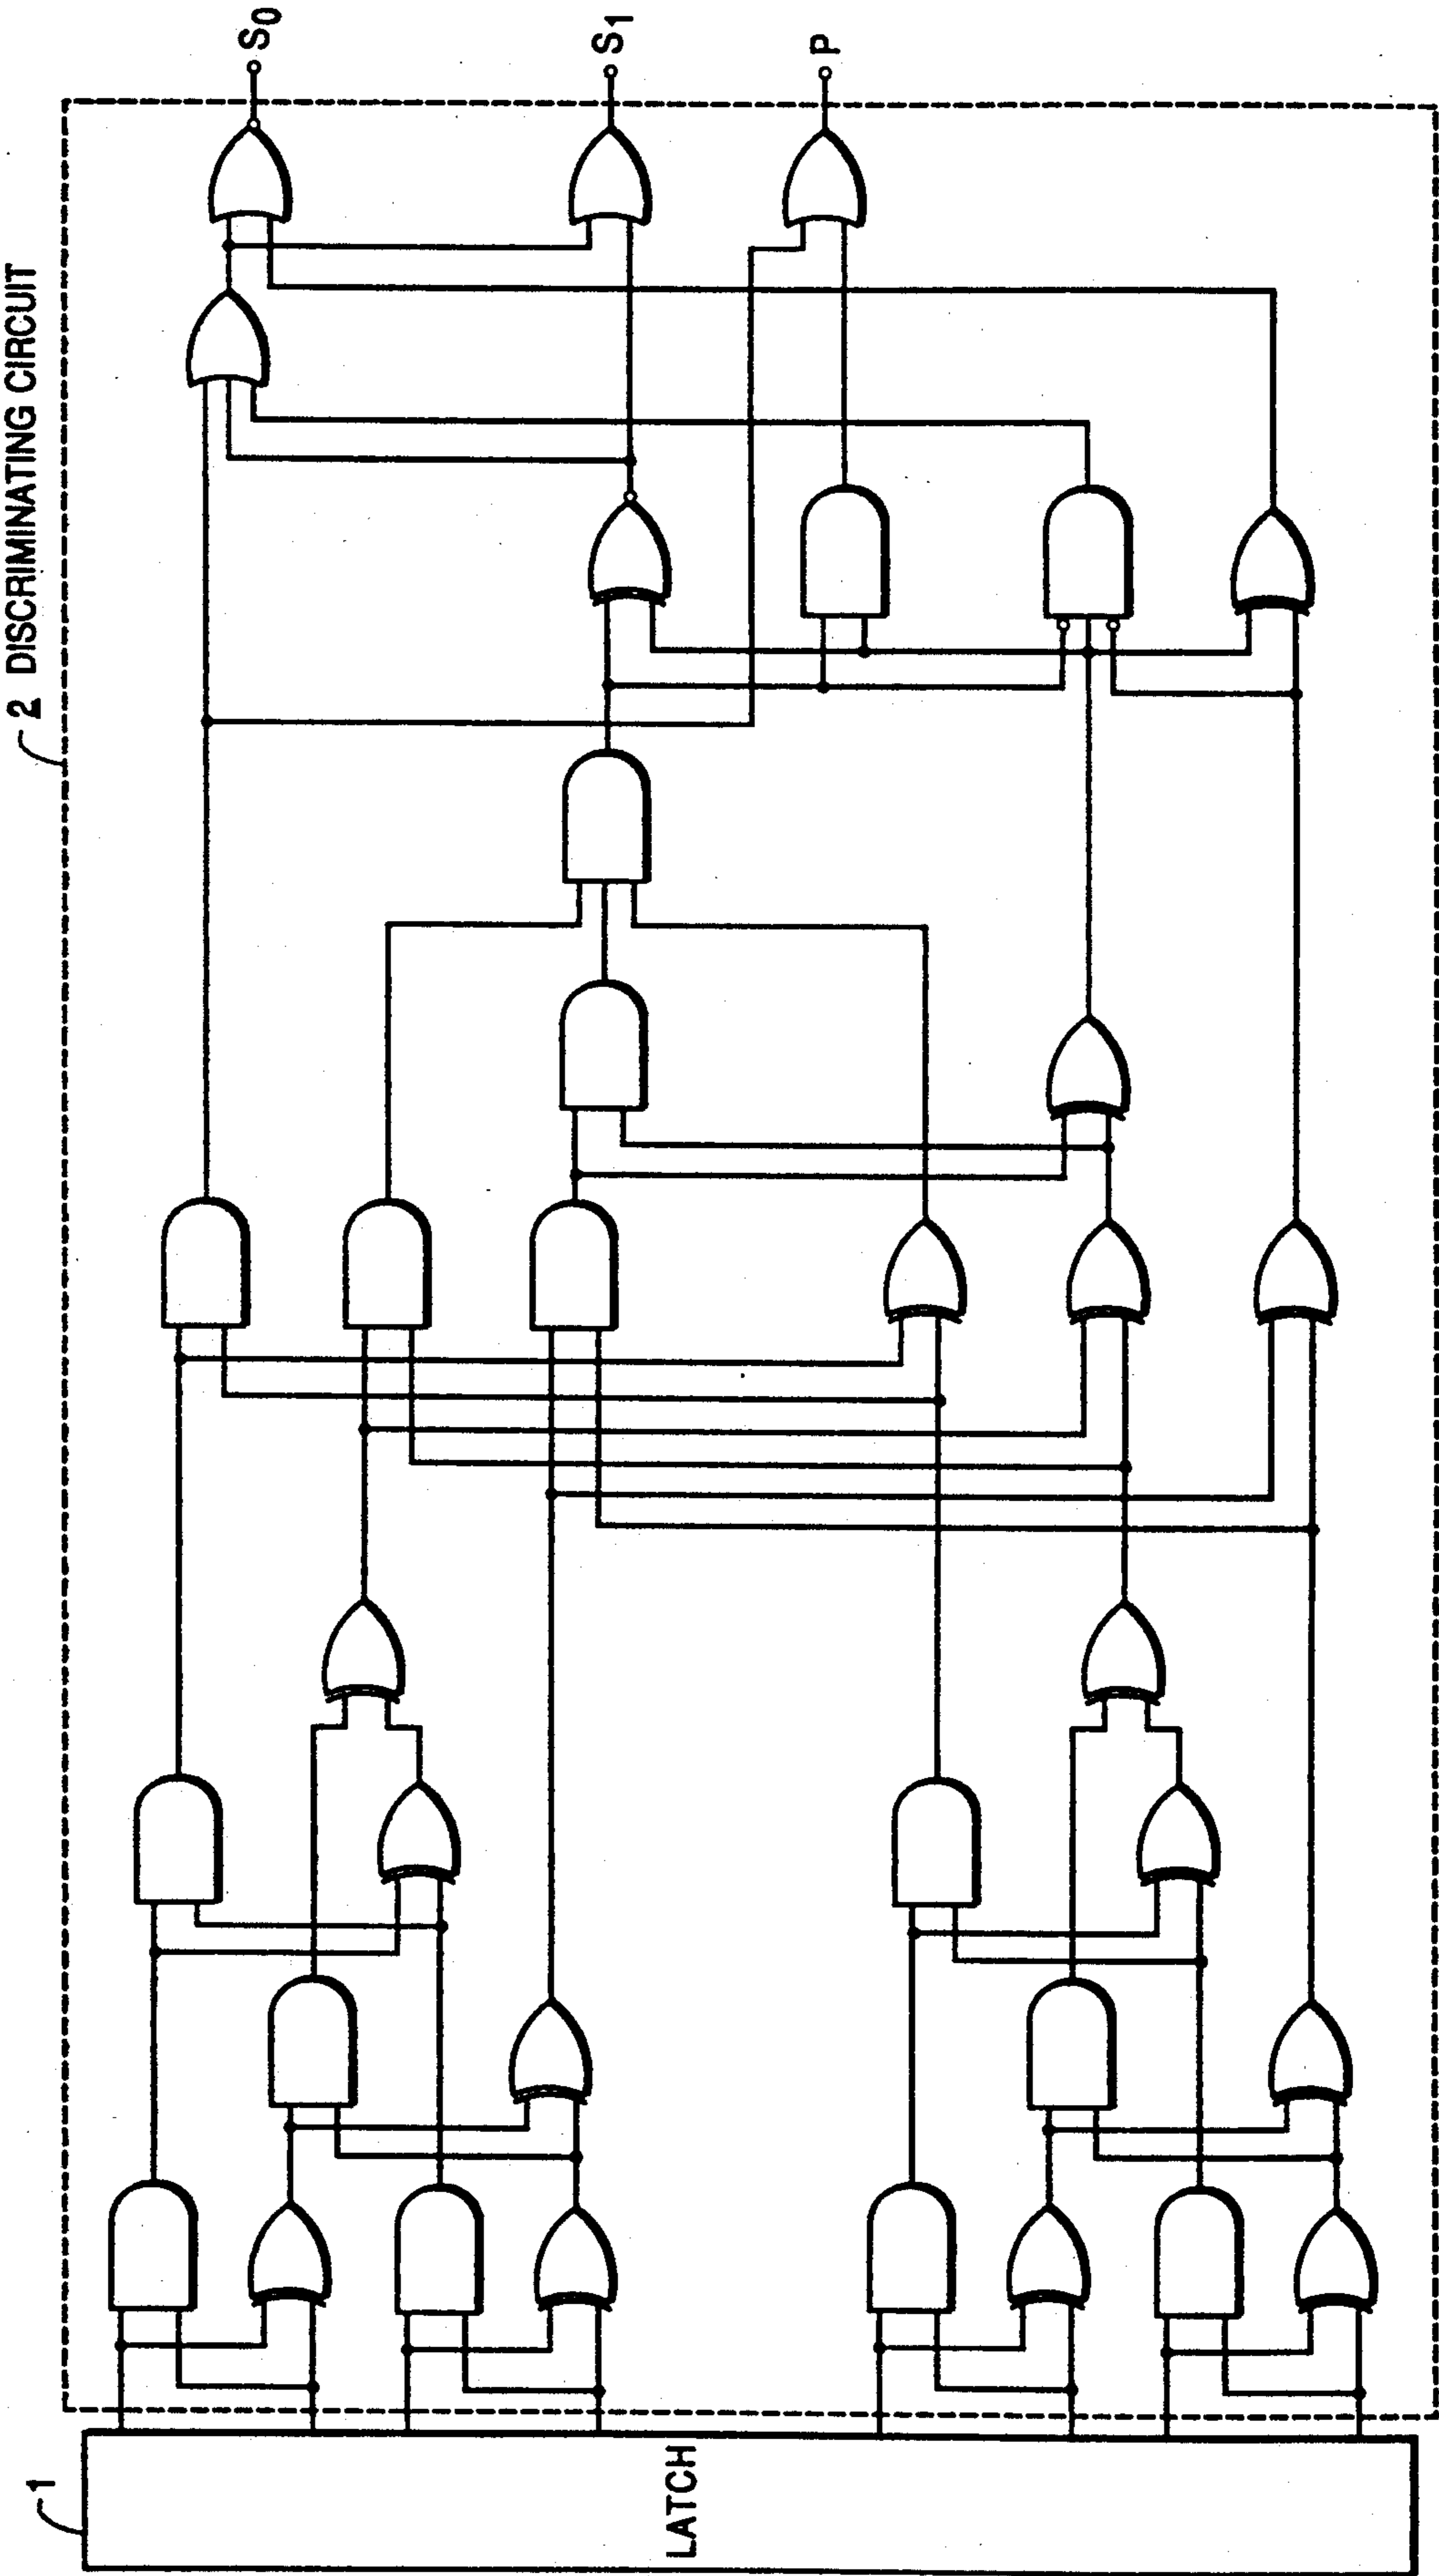 2 DISCRIMINATING CIRCUIT
S0
S1
P
1
LATCH